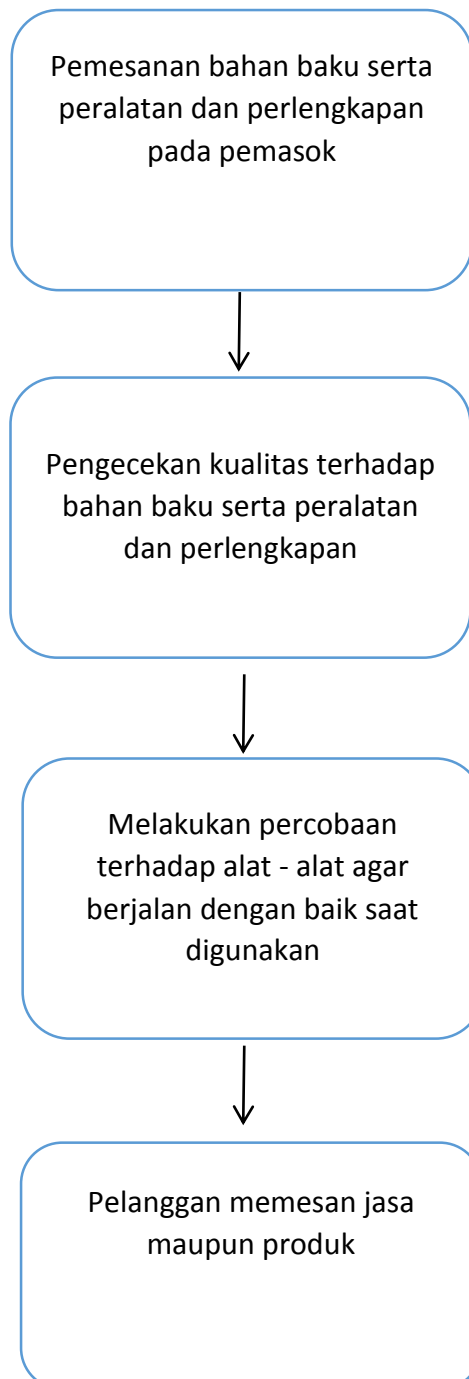 Pemesanan bahan baku serta
peralatan dan perlengkapan
pada pemasok
Pengecekan kualitas terhadap
bahan baku serta peralatan
dan perlengkapan
Melakukan percobaan
terhadap alat - alat agar
berjalan dengan baik saat
digunakan
Pelanggan memesan jasa
maupun produk